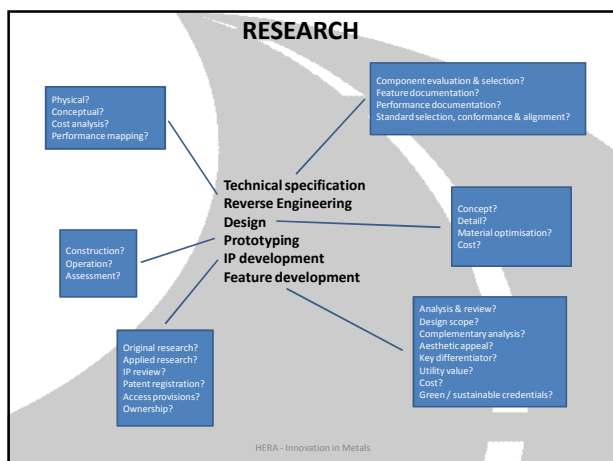 RESEARCH
Component evaluation & selection?
Feature documentation?
Performance documentation?
Standard selection, conformance & alignment?
Physical?
Conceptual?
Cost analysis?
Performance mapping?
Technical specification
Reverse Engineering
Design
Prototyping
IP development
Feature development
Concept?
Detail?
Material optimisation?
Cost?
Construction?
Operation?
Assessment?
Analysis & review?
Design scope?
Complementary analysis?
Aesthetic appeal?
Key differentiator?
Utility value?
Cost?
Green / sustainable credentials?
Original research?
Applied research?
IP review?
Patent registration?
Access provisions?
Ownership?
HERA - Innovation in Metals